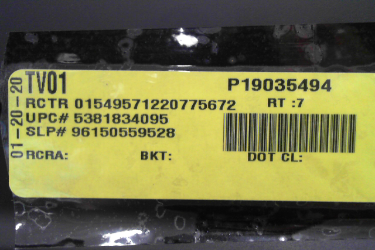 01-20-20
TV01 P19035494
RCTR 01549571220775672 RT :7
UPC# 5381834095
SLP# 96150559528
RCRA: BKT: DOT CL: